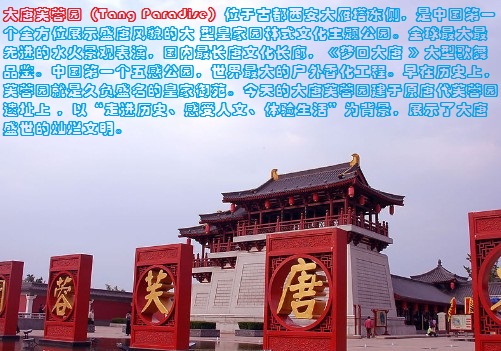 大唐芙蓉园（Tang Paradise）位于古都西安大雁塔东侧，是中国第一
个全方位展示盛唐风貌的大 型皇家园林式文化主题公园。全球最大最
先进的水火景观表演，国内最长唐文化长廊，《梦回大唐 》大型歌舞
品鉴。中国第一个五感公园，世界最大的户外香化工程。早在历史上，
芙蓉园就是久负盛名的皇家御苑。今天的大唐芙蓉园建于原唐代芙蓉园
遗址上 ，以“走进历史、感受人文、体验生活”为背景，展示了大唐
盛世的灿烂文明。
园 蓉 芙 唐